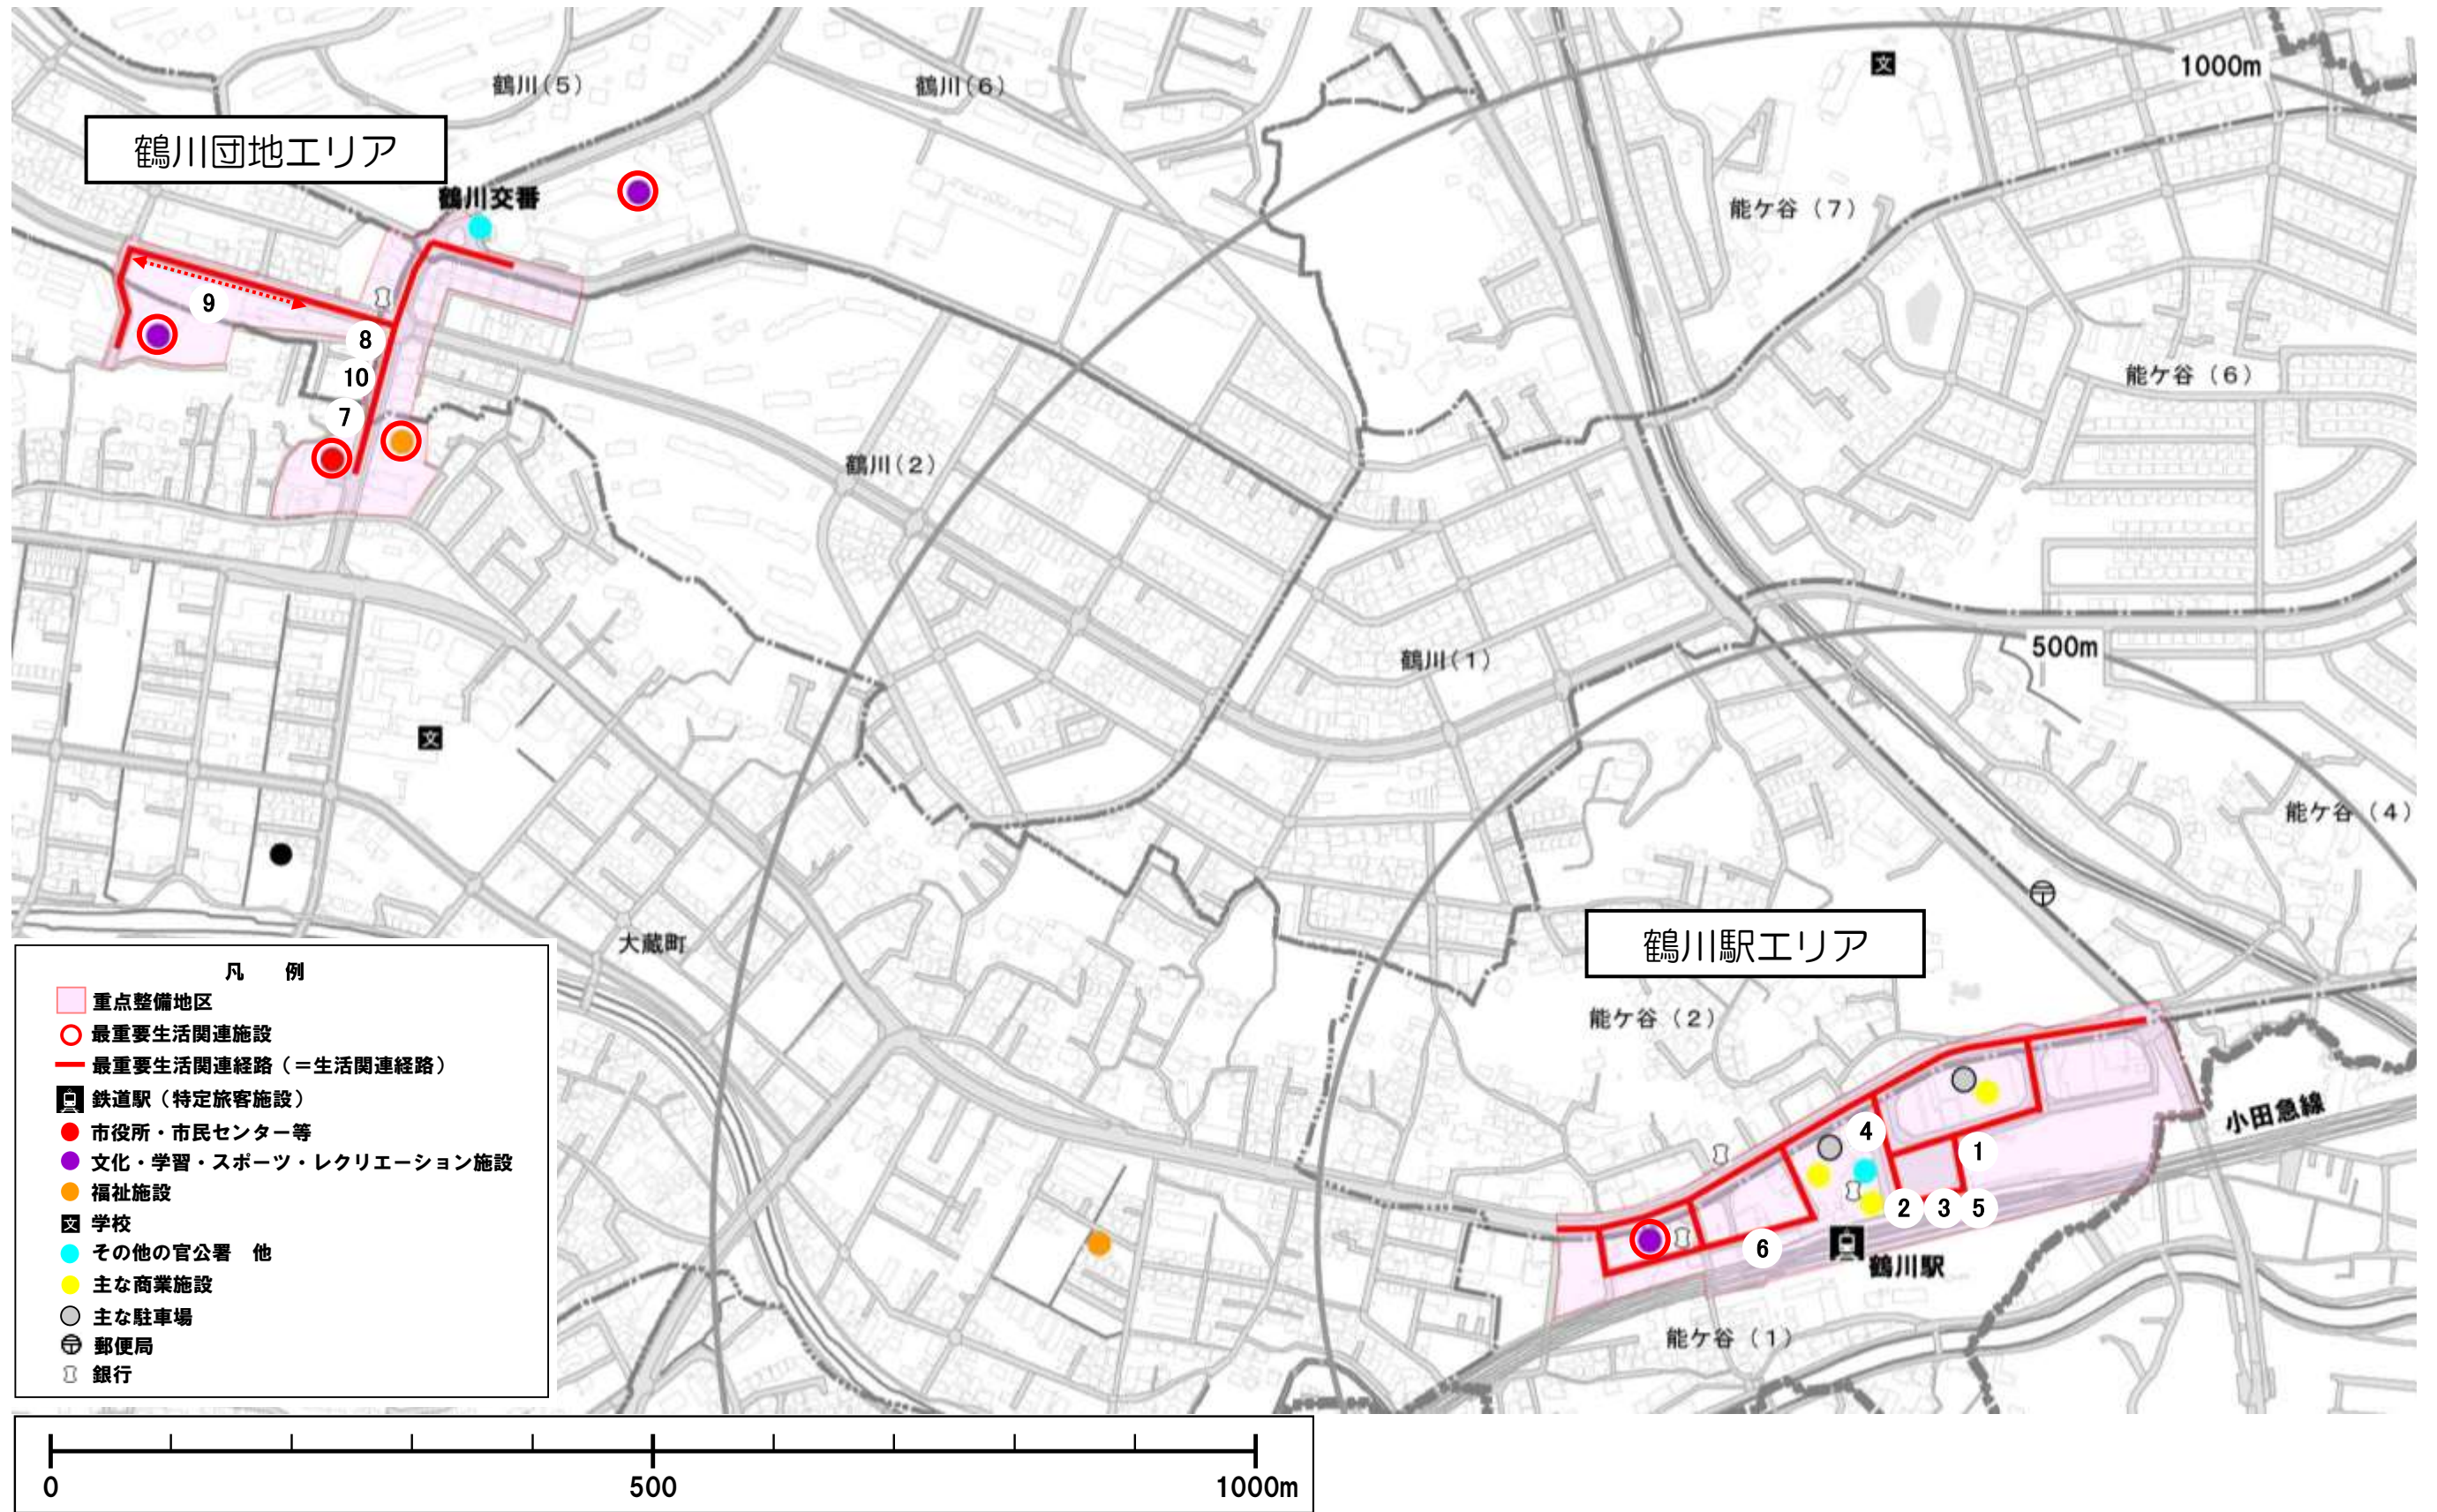 鶴川(5)
鶴川(6)
文
1000m
鶴川団地エリア
鶴川交番
能ケ谷（7）
9
8
10
7
能ケ谷（6）
鶴川(2)
500m
鶴川(1)
文
能ケ谷（4）
大蔵町
鶴川駅エリア
能ケ谷（2）
小田急線
4
1
2
3
5
6
鶴川駅
能ケ谷（1）
凡　例
重点整備地区
最重要生活関連施設
最重要生活関連経路（＝生活関連経路）
鉄道駅（特定旅客施設）
市役所・市民センター等
文化・学習・スポーツ・レクリエーション施設
福祉施設
文 学校
その他の官公署　他
主な商業施設
主な駐車場
郵便局
銀行
0 500 1000m